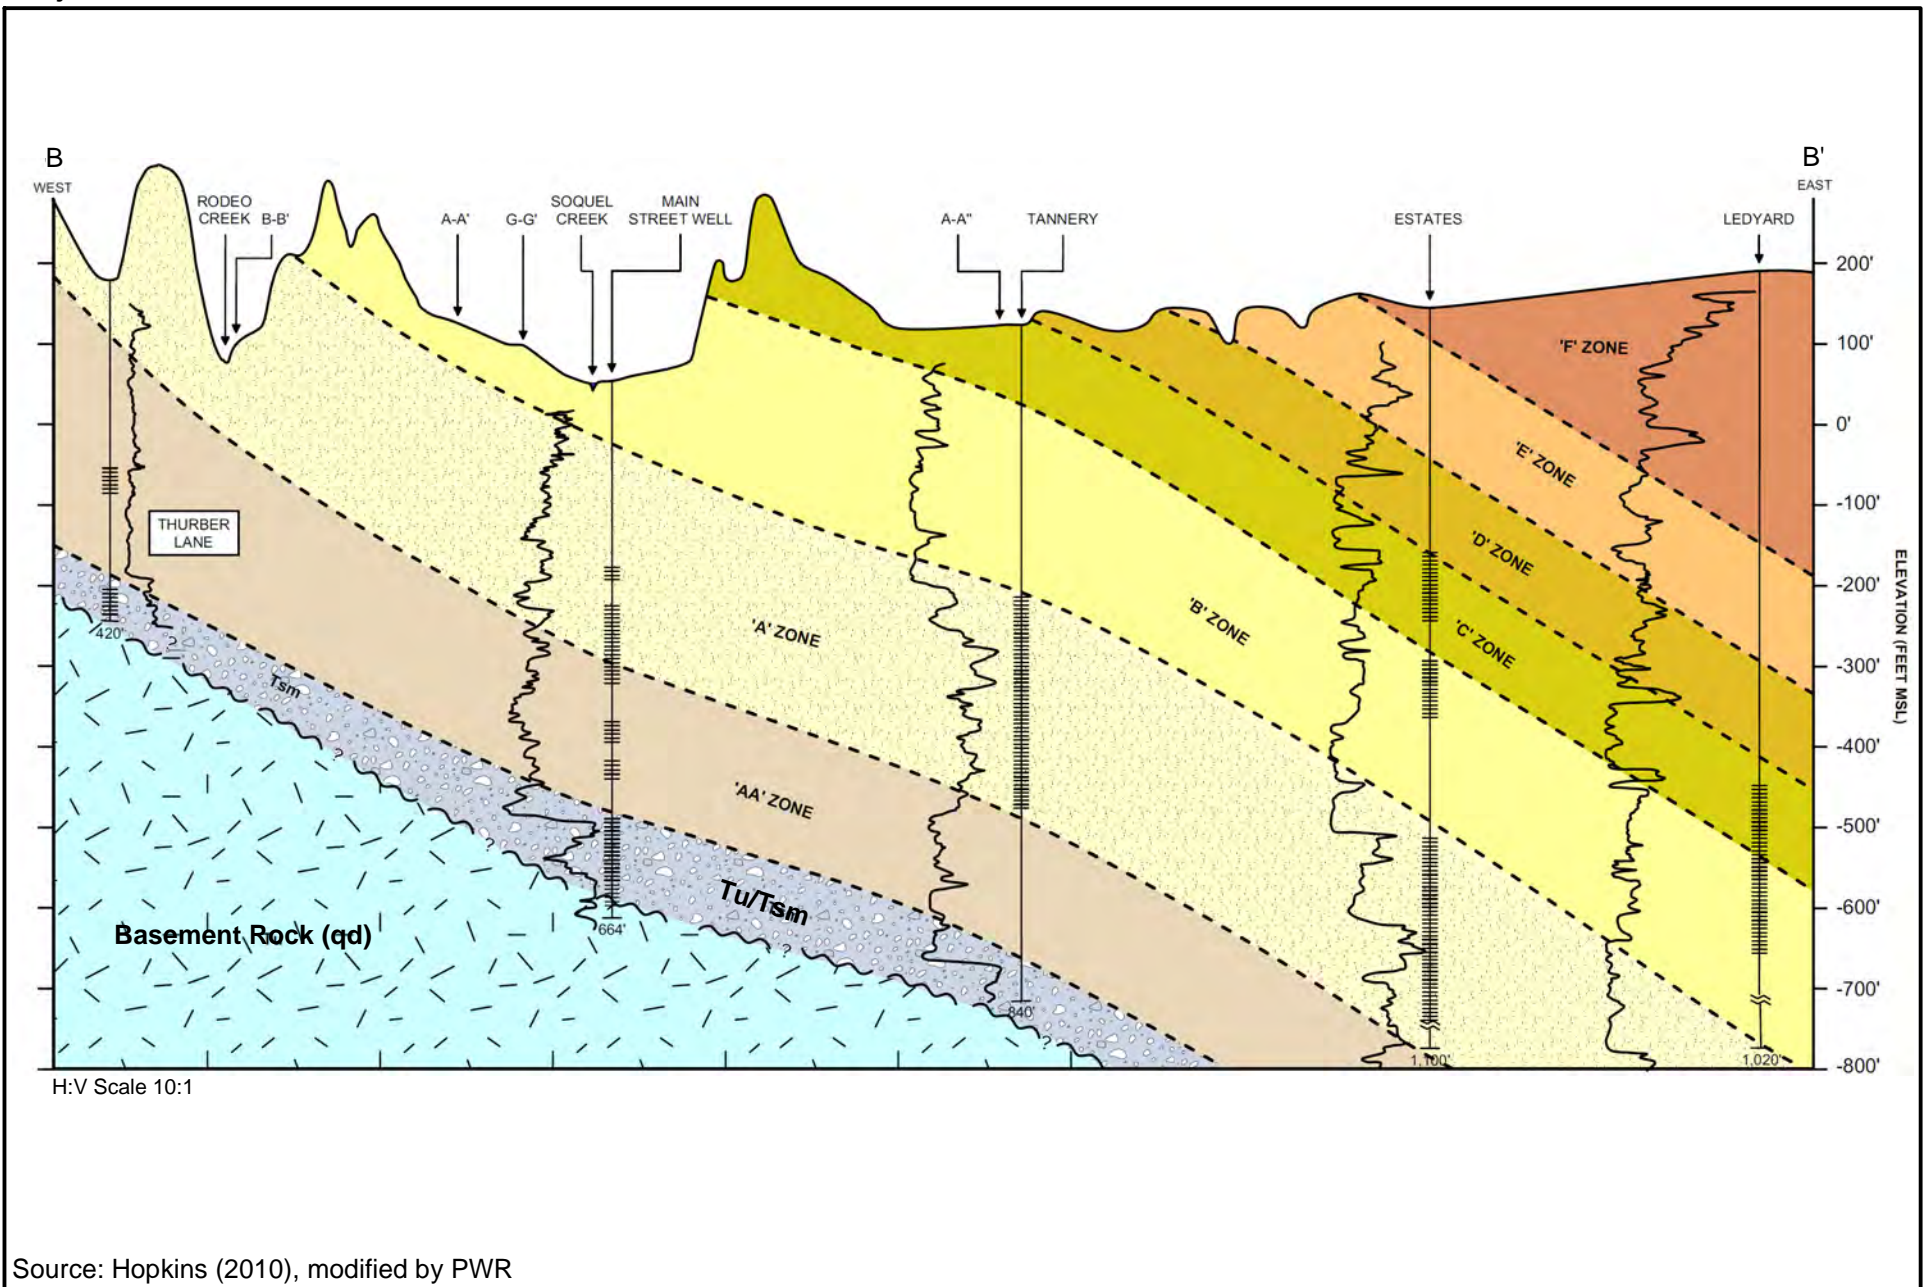 B
WEST
RODEO
CREEK
B-B'
A-A'
G-G'
SOQUEL
CREEK
MAIN
STREET WELL
A-A"
TANNERY
ESTATES
LEDYARD
B'
EAST
200'
100'
0'
-100'
-200'
-300'
-400'
-500'
-600'
-700'
-800'
ELEVATION (FEET MSL)
'F' ZONE
'E' ZONE
'D' ZONE
'C' ZONE
'B' ZONE
'A' ZONE
'AA' ZONE
THURBER
LANE
420'
?
Tsm
?
?
Tu/Tsm
664'
?
840'
?
1,100'
1,020'
Basement Rock (qd)
H:V Scale 10:1
Source: Hopkins (2010), modified by PWR